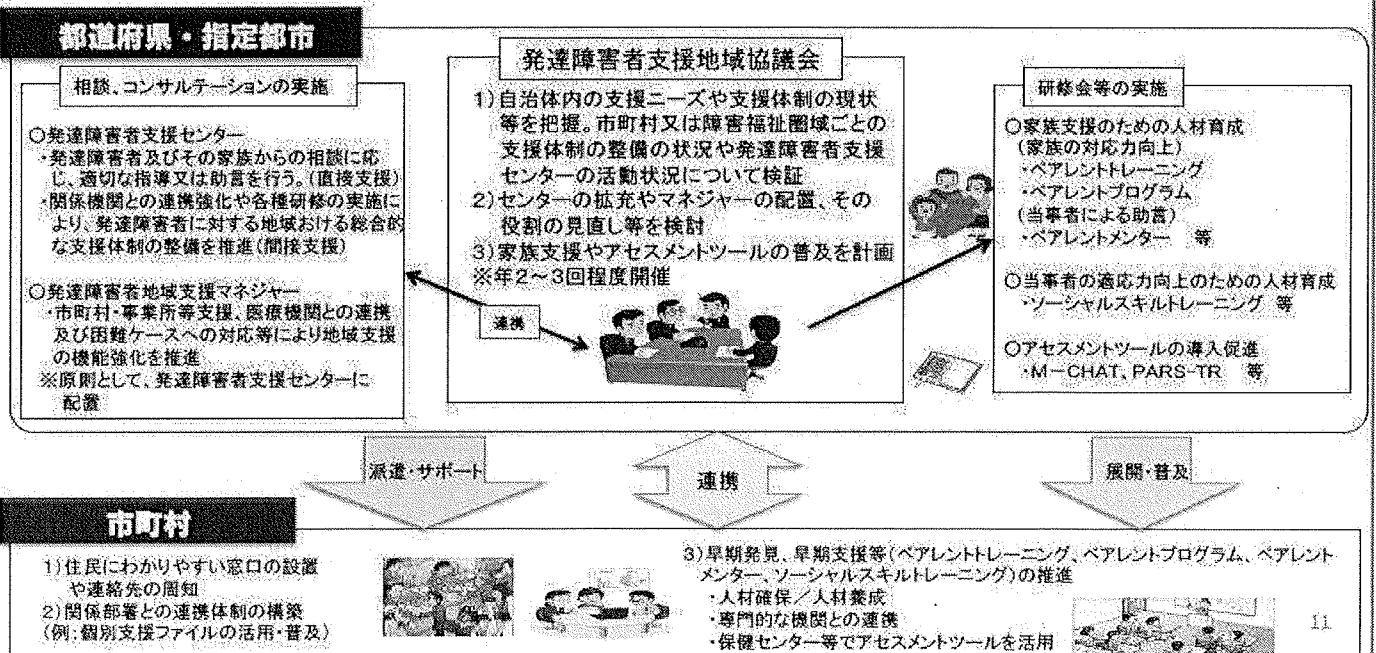 都道府県・指定都市
相談、コンサルテーションの実施
○発達障害者支援センター
・発達障害者及びその家族からの相談に応
じ、適切な指導又は助言を行う。(直接支援)
・関係機関との連携強化や各種研修の実施に
より、発達障害者に対する地域おける総合的
な支援体制の整備を推進(間接支援)
○発達障害者地域支援マネジャー
・市町村・事業所等支援、医療機関との連携
及び困難ケースへの対応等により地域支援
の機能強化を推進
※原則として、発達障害者支援センターに
配置
発達障害者支援地域協議会
1)自治体内の支援ニーズや支援体制の現状
等を把握。市町村又は障害福祉圏域ごとの
支援体制の整備の状況や発達障害者支援
センターの活動状況について検証
2)センターの拡充やマネジャーの配置、その
役割の見直し等を検討
3)家族支援やアセスメントツールの普及を計画
※年2～3回程度開催
連携
研修会等の実施
○家族支援のための人材育成
(家族の対応力向上)
・ペアレントトレーニング
・ペアレントプログラム
(当事者による助言)
・ペアレントメンター 等
○当事者の適応力向上のための人材育成
・ソーシャルスキルトレーニング 等
○アセスメントツールの導入促進
・M－CHAT、PARS-TR 等
派遣・サポート
連携
展開・普及
市町村
1)住民にわかりやすい窓口の設置
や連絡先の周知
2)関係部署との連携体制の構築
(例:個別支援ファイルの活用・普及)
3)早期発見、早期支援等(ペアレントトレーニング、ペアレントプログラム、ペアレント
メンター、ソーシャルスキルトレーニング)の推進
・人材確保／人材養成
・専門的な機関との連携
・保健センター等でアセスメントツールを活用
11